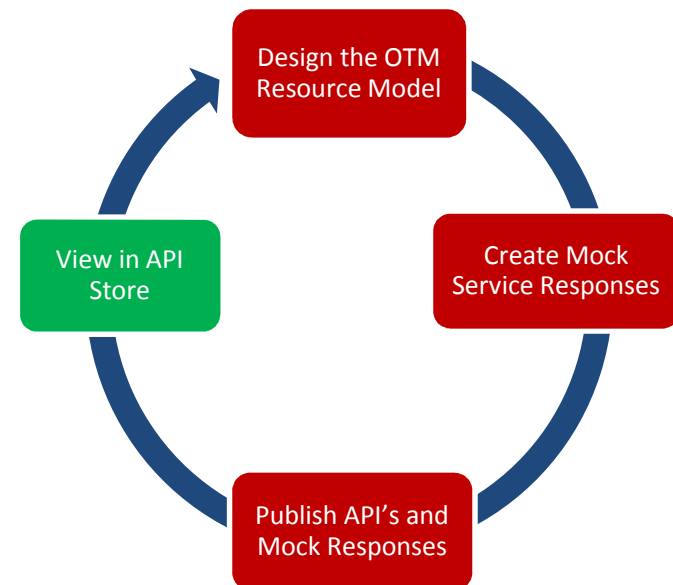 Design the OTM
Resource Model
Create Mock
Service Responses
Publish API’s and
Mock Responses
View in API
Store